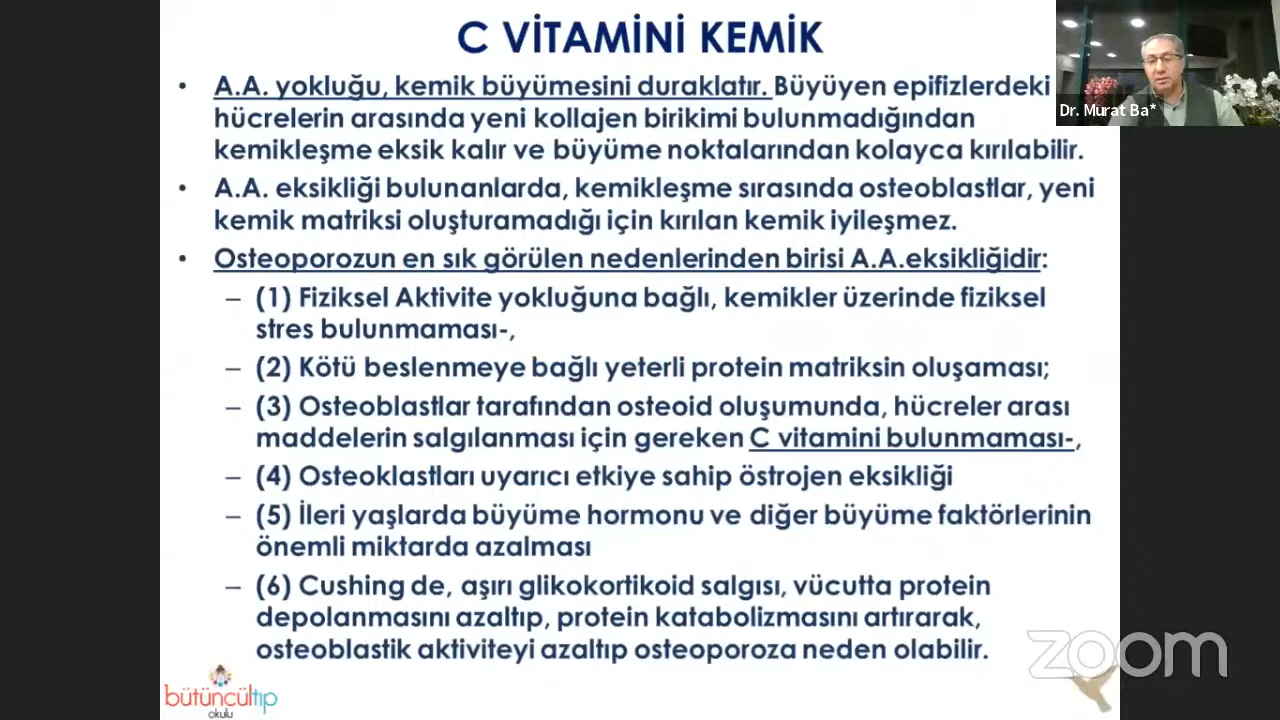 C VİTAMİNİ KEMİK
• A.A. yokluğu, kemik büyümesini duraklatır. Büyüyen epifizlerdeki
hücrelerin arasında yeni kollajen birikimi bulunmadığından
kemikleşme eksik kalır ve büyüme noktalarından kolayca kırılabilir.
• A.A. eksikliği bulunanlarda, kemikleşme sırasında osteoblastlar, yeni
kemik matriksi oluşturamadığı için kırılan kemik iyileşmez.
• Osteoporozun en sık görülen nedenlerinden birisi A.A.eksikliğidir:
– (1) Fiziksel Aktivite yokluğuna bağlı, kemikler üzerinde fiziksel
stres bulunmaması-,
– (2) Kötü beslenmeye bağlı yeterli protein matriksin oluşaması;
– (3) Osteoblastlar tarafından osteoid oluşumunda, hücreler arası
maddelerin salgılanması için gereken C vitamini bulunmaması-,
– (4) Osteoklastları uyarıcı etkiye sahip östrojen eksikliği
– (5) İleri yaşlarda büyüme hormonu ve diğer büyüme faktörlerinin
önemli miktarda azalması
– (6) Cushing de, aşırı glikokortikoid salgısı, vücutta protein
depolanmasını azaltıp, protein katabolizmasını artırarak,
osteoblastik aktiviteyi azaltıp osteoporoza neden olabilir.
Dr. Murat Ba*
bütüncültıp
okulu
zoom